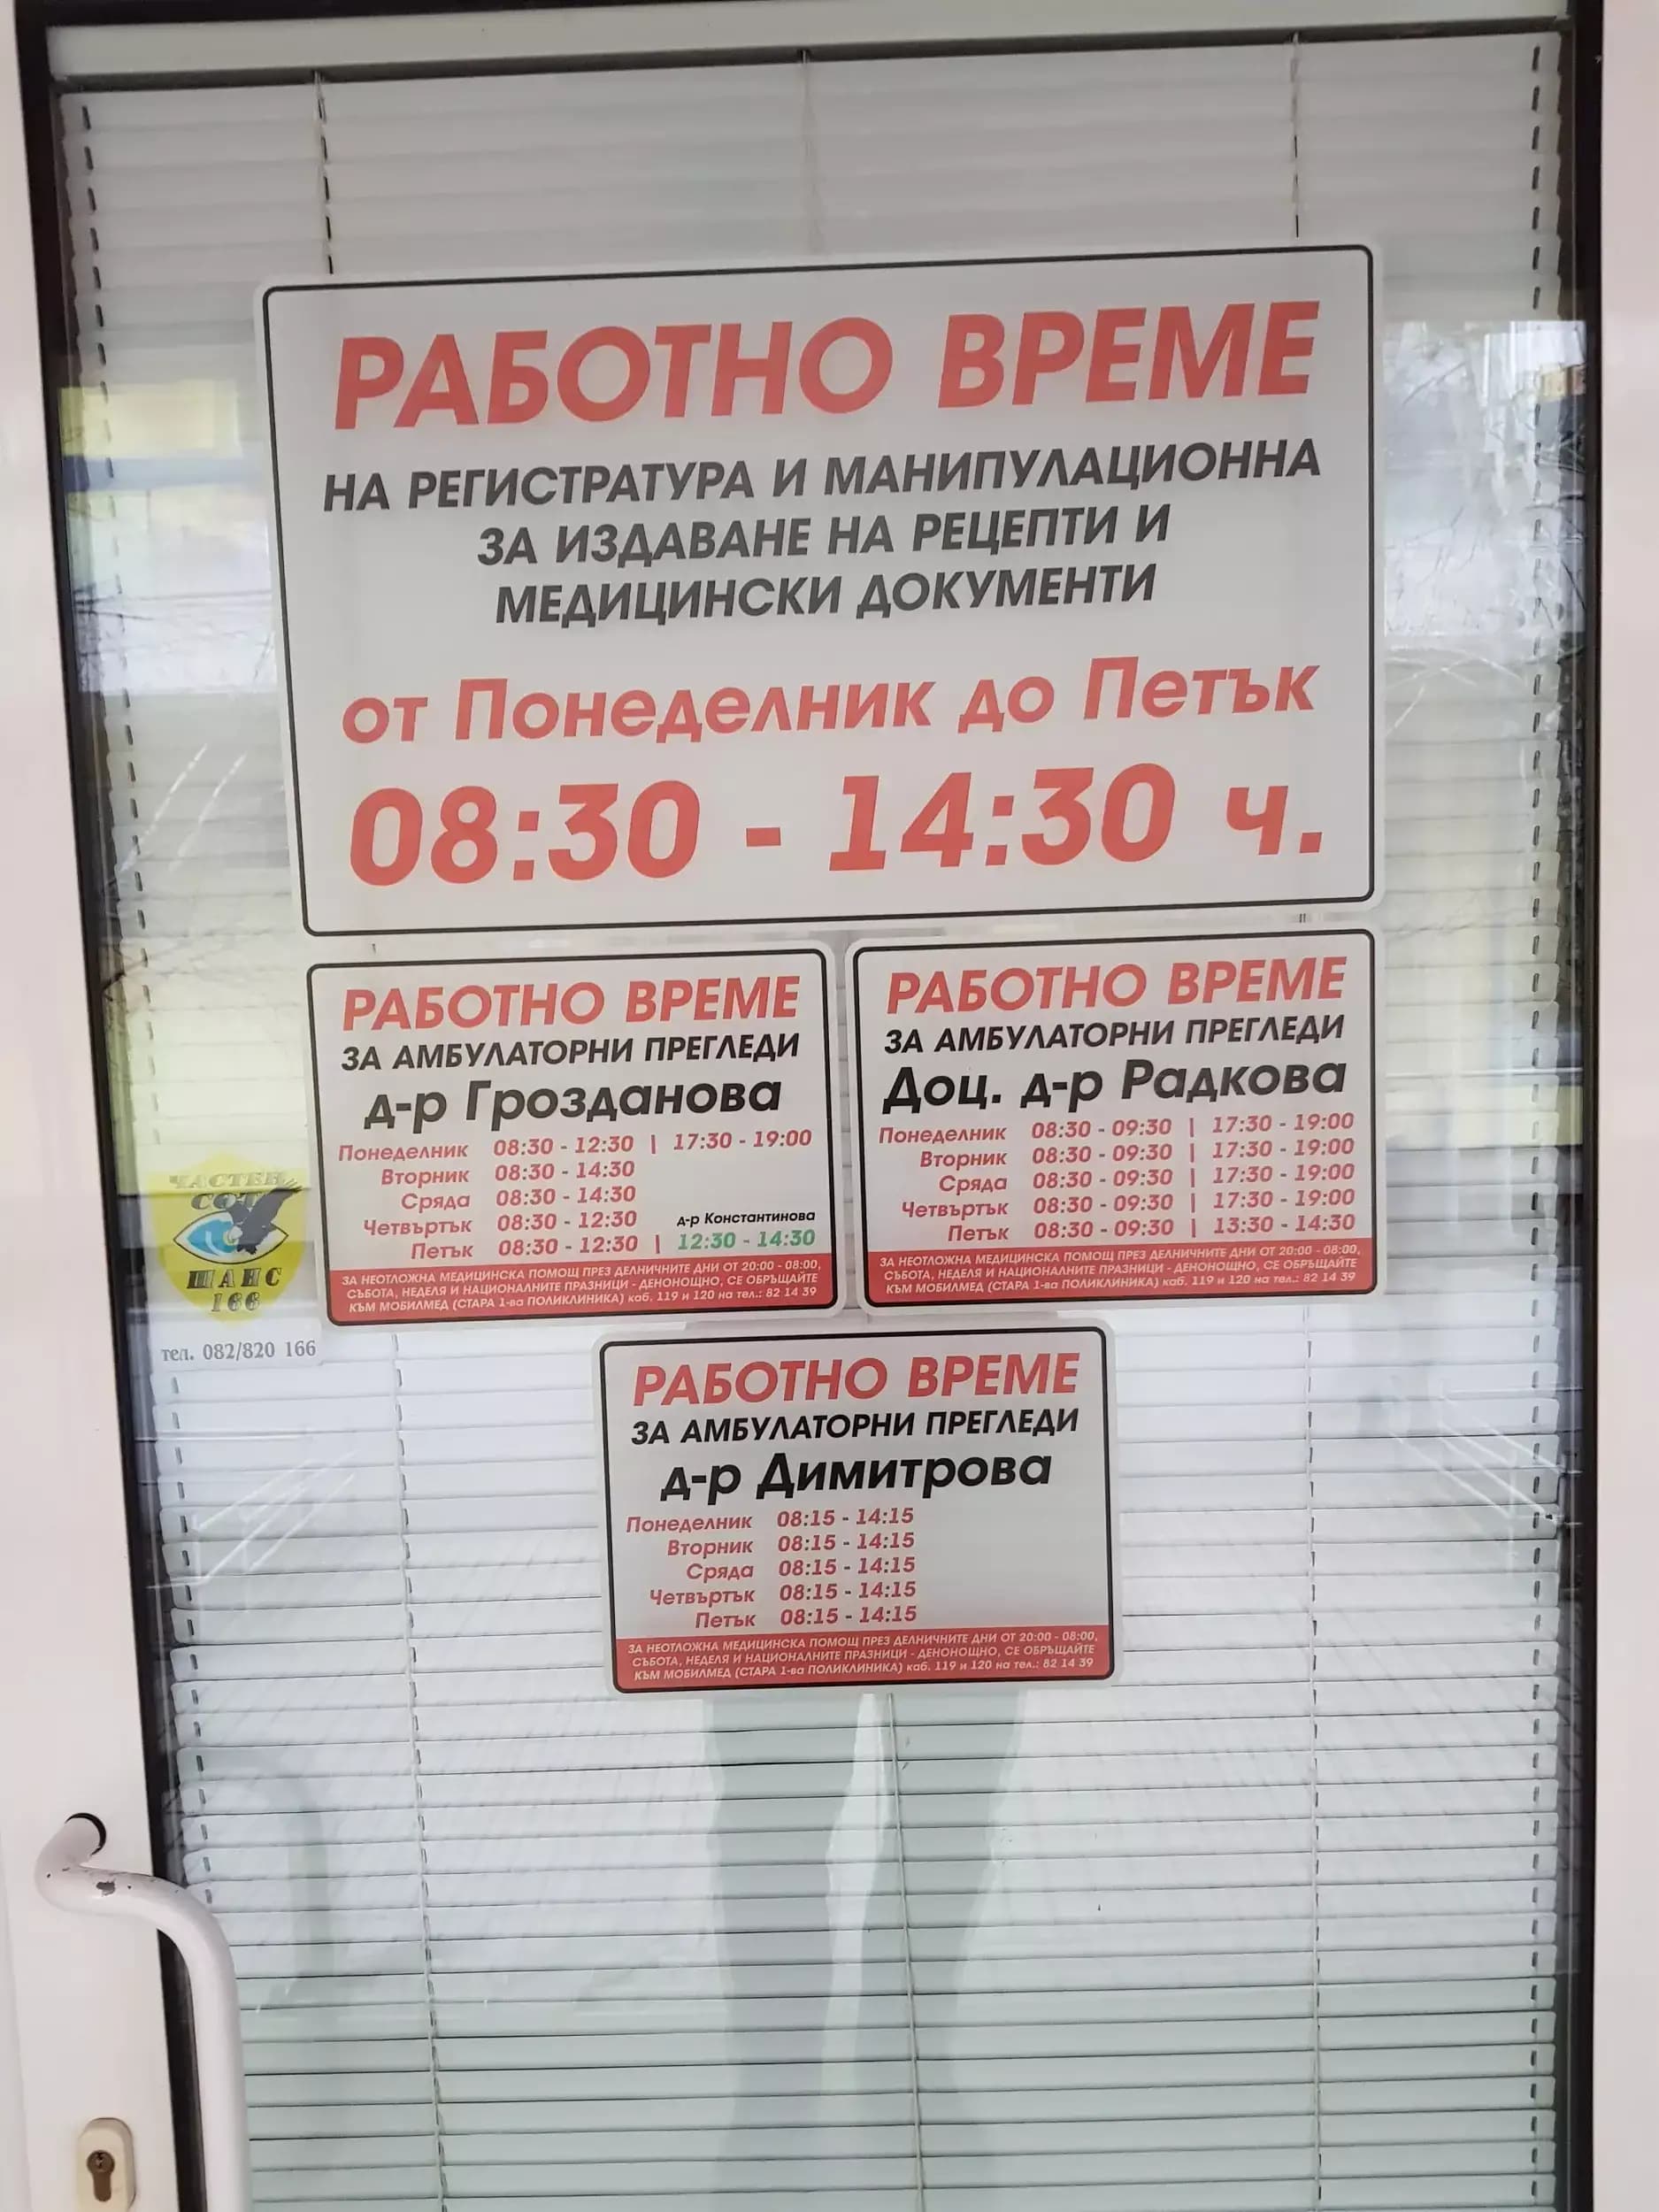 РАБОТНО ВРЕМЕ
НА РЕГИСТРАТУРА И МАНИПУЛАЦИОННА
ЗА ИЗДАВАНЕ НА РЕЦЕПТИ И
МЕДИЦИНСКИ ДОКУМЕНТИ
от Понеделник до Петък
08:30 - 14:30 ч.
РАБОТНО ВРЕМЕ
ЗА АМБУЛАТОРНИ ПРЕГЛЕДИ
д-р Грозданова
Понеделник 08:30 - 12:30 | 17:30 - 19:00
Вторник 08:30 - 14:30
Сряда 08:30 - 14:30
Четвъртък 08:30 - 12:30 д-р Константинова
Петък 08:30 - 12:30 | 12:30 - 14:30
ЗА НЕОТЛОЖНА МЕДИЦИНСКА ПОМОЩ ПРЕЗ ДЕЛНИЧНИТЕ ДНИ ОТ 20:00 - 08:00,
СЪБОТА, НЕДЕЛЯ И НАЦИОНАЛНИТЕ ПРАЗНИЦИ - ДЕНОНОЩНО, СЕ ОБРЪЩАЙТЕ
КЪМ МОБИЛМЕД (СТАРА 1-ва ПОЛИКЛИНИКА) каб. 119 и 120 на тел.: 82 14 39
РАБОТНО ВРЕМЕ
ЗА АМБУЛАТОРНИ ПРЕГЛЕДИ
Доц. д-р Радкова
Понеделник 08:30 - 09:30 | 17:30 - 19:00
Вторник 08:30 - 09:30 | 17:30 - 19:00
Сряда 08:30 - 09:30 | 17:30 - 19:00
Четвъртък 08:30 - 09:30 | 17:30 - 19:00
Петък 08:30 - 09:30 | 13:30 - 14:30
ЗА НЕОТЛОЖНА МЕДИЦИНСКА ПОМОЩ ПРЕЗ ДЕЛНИЧНИТЕ ДНИ ОТ 20:00 - 08:00,
СЪБОТА, НЕДЕЛЯ И НАЦИОНАЛНИТЕ ПРАЗНИЦИ - ДЕНОНОЩНО, СЕ ОБРЪЩАЙТЕ
КЪМ МОБИЛМЕД (СТАРА 1-ва ПОЛИКЛИНИКА) каб. 119 и 120 на тел.: 82 14 39
ЧАСТЕН
СОТ
ШАНС
166
тел. 082/820 166
РАБОТНО ВРЕМЕ
ЗА АМБУЛАТОРНИ ПРЕГЛЕДИ
д-р Димитрова
Понеделник 08:15 - 14:15
Вторник 08:15 - 14:15
Сряда 08:15 - 14:15
Четвъртък 08:15 - 14:15
Петък 08:15 - 14:15
ЗА НЕОТЛОЖНА МЕДИЦИНСКА ПОМОЩ ПРЕЗ ДЕЛНИЧНИТЕ ДНИ ОТ 20:00 - 08:00,
СЪБОТА, НЕДЕЛЯ И НАЦИОНАЛНИТЕ ПРАЗНИЦИ - ДЕНОНОЩНО, СЕ ОБРЪЩАЙТЕ
КЪМ МОБИЛМЕД (СТАРА 1-ва ПОЛИКЛИНИКА) каб. 119 и 120 на тел.: 82 14 39